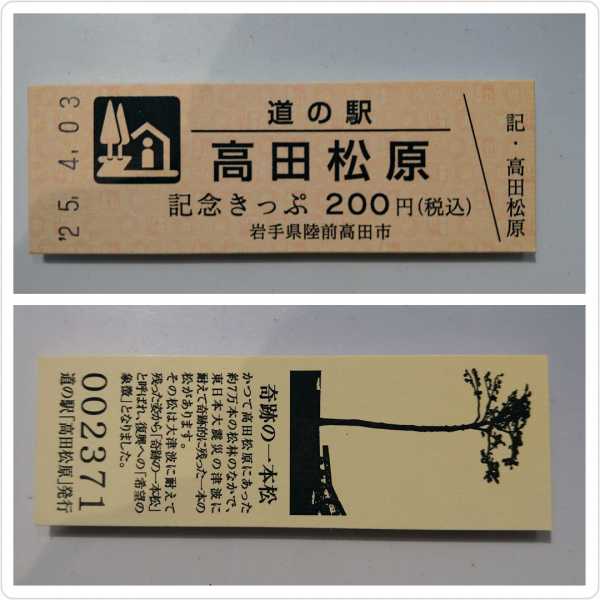 '25.4.03
道の駅
高田松原
記念きっぷ 200円(税込)
岩手県陸前高田市
記・高田松原
奇跡の一本松
かつて高田松原にあった
約7万本の松林のなかで、
東日本大震災の津波に
耐えて奇跡的に残った一本の
松があります。
その松は大津波に耐えて
残った姿から「奇跡の一本松」
と呼ばれ、復興への「希望の
象徴」となりました。
002371
道の駅「高田松原」発行